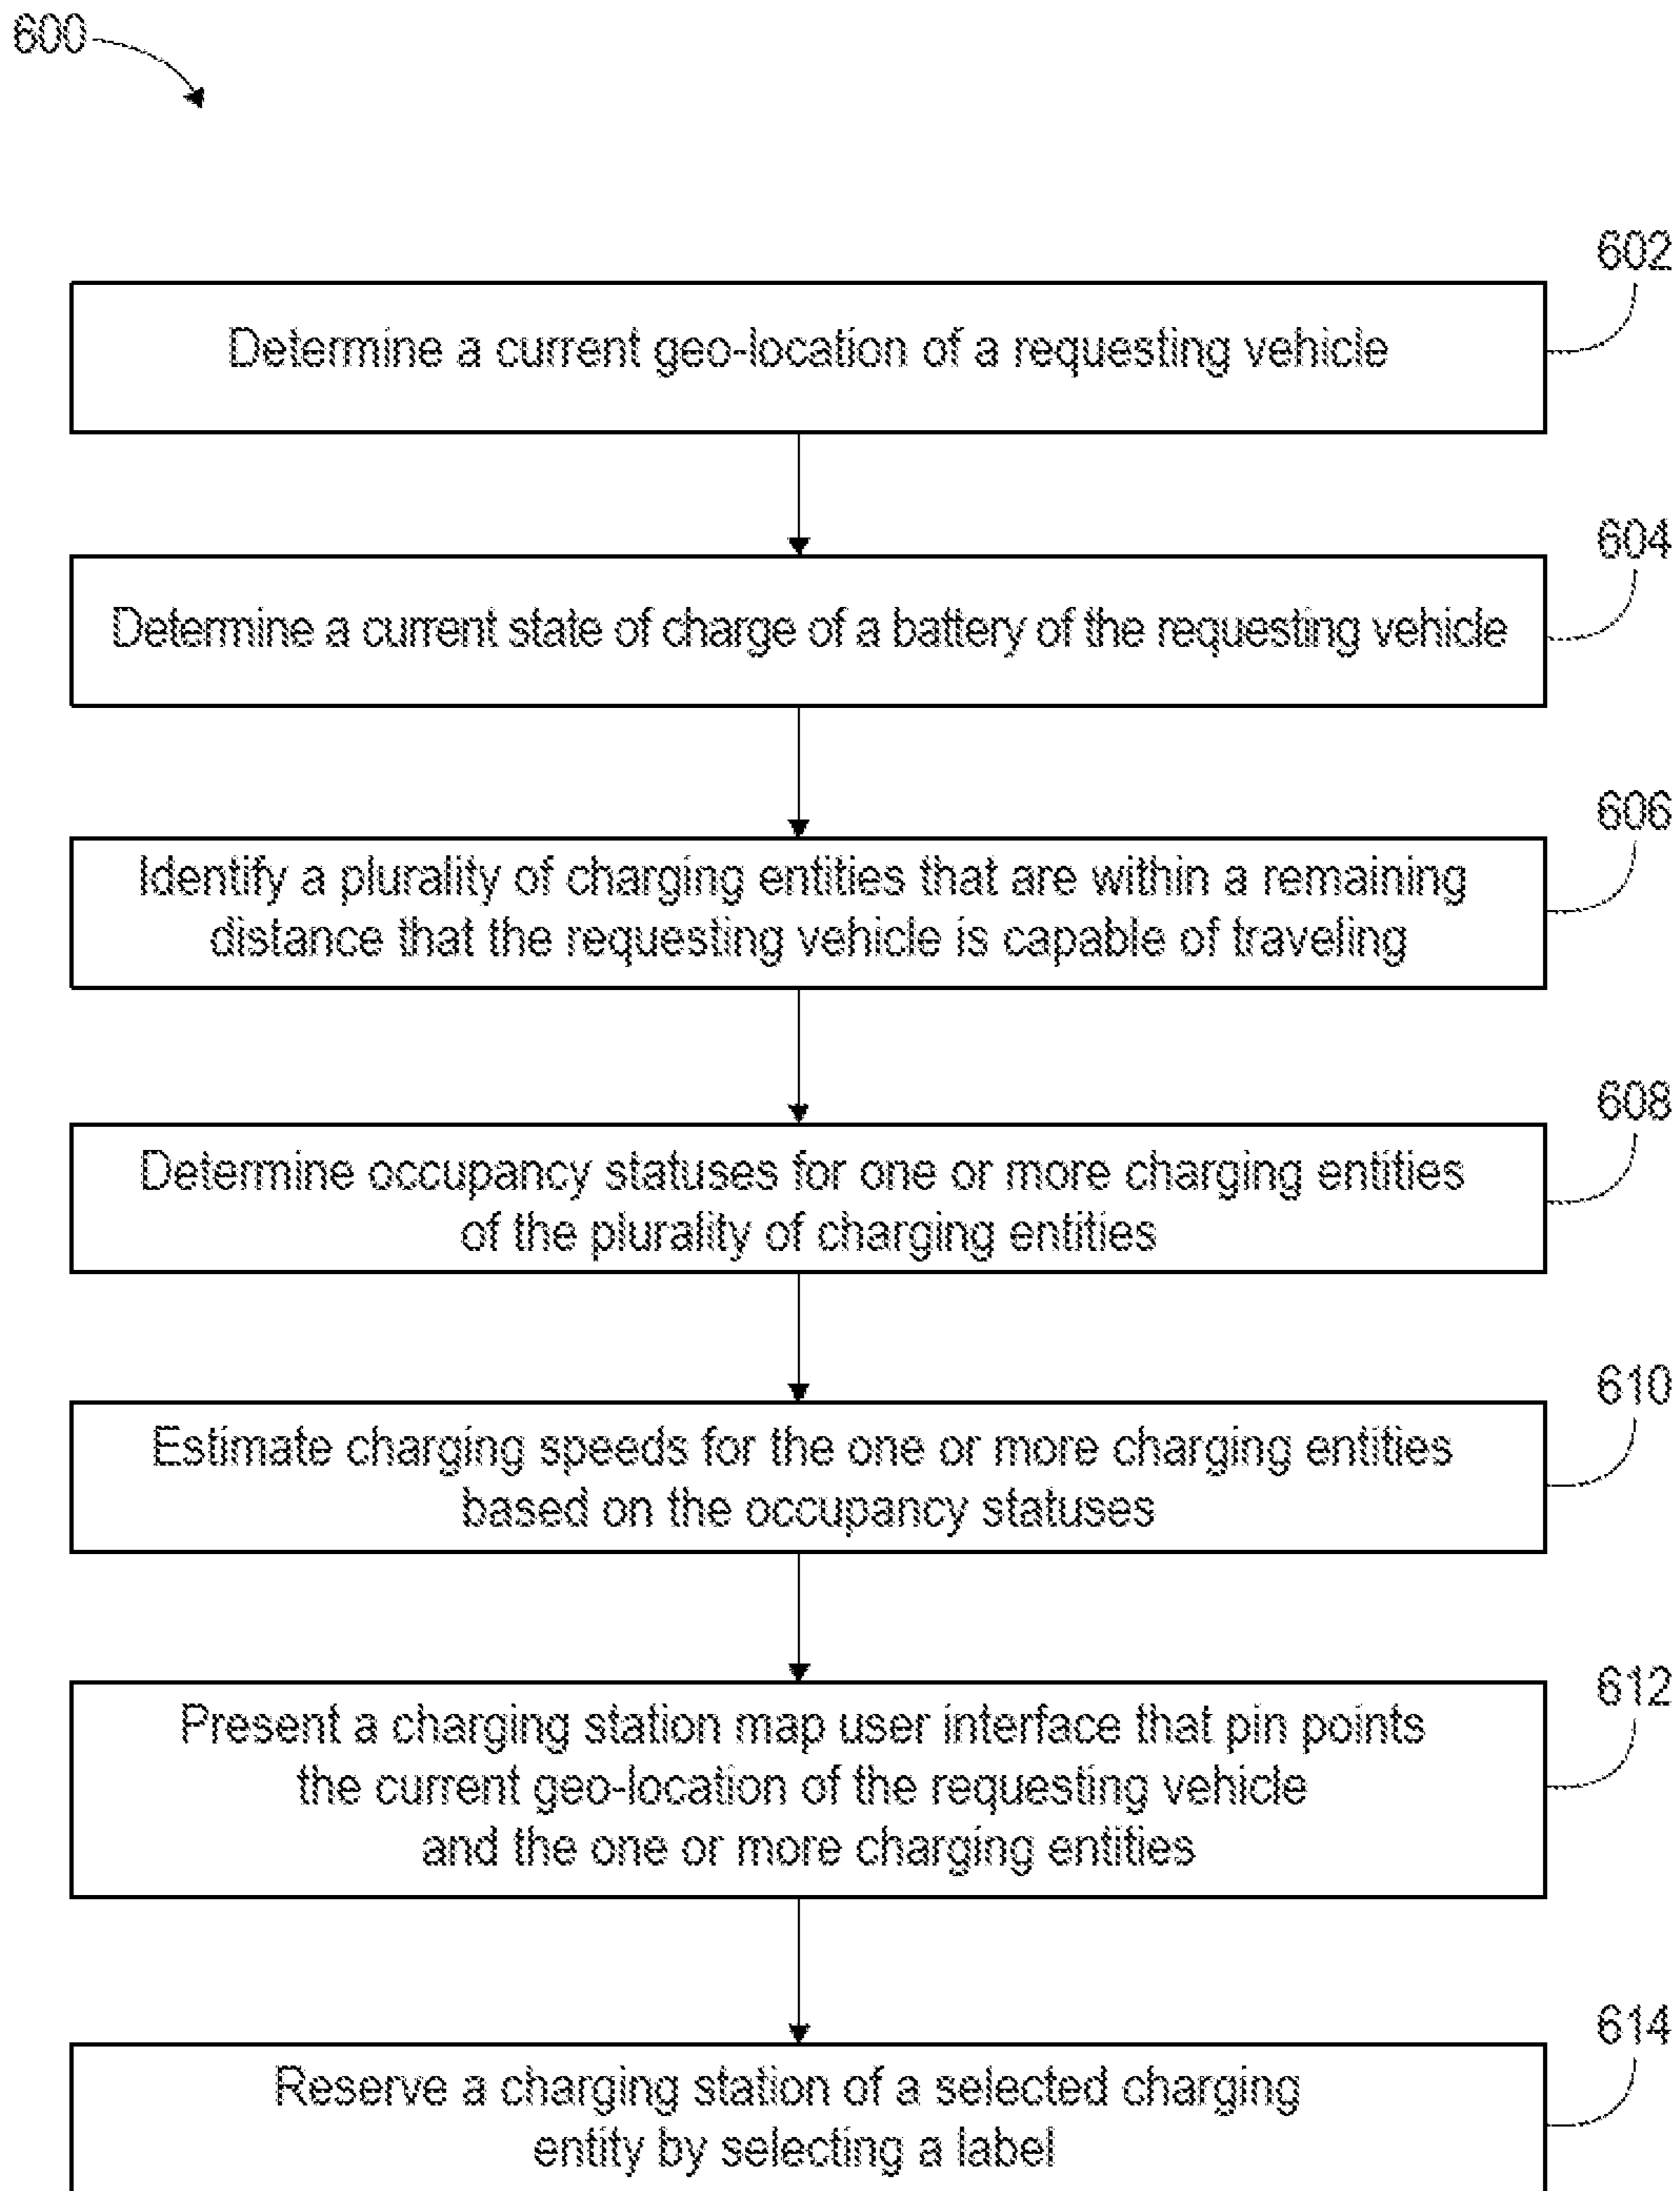 600
602
Determine a current geo-location of a requesting vehicle
604
Determine a current state of charge of a battery of the requesting vehicle
606
Identify a plurality of charging entities that are within a remaining
distance that the requesting vehicle is capable of traveling
608
Determine occupancy statuses for one or more charging entities
of the plurality of charging entities
610
Estimate charging speeds for the one or more charging entities
based on the occupancy statuses
612
Present a charging station map user interface that pin points
the current geo-location of the requesting vehicle
and the one or more charging entities
614
Reserve a charging station of a selected charging
entity by selecting a label